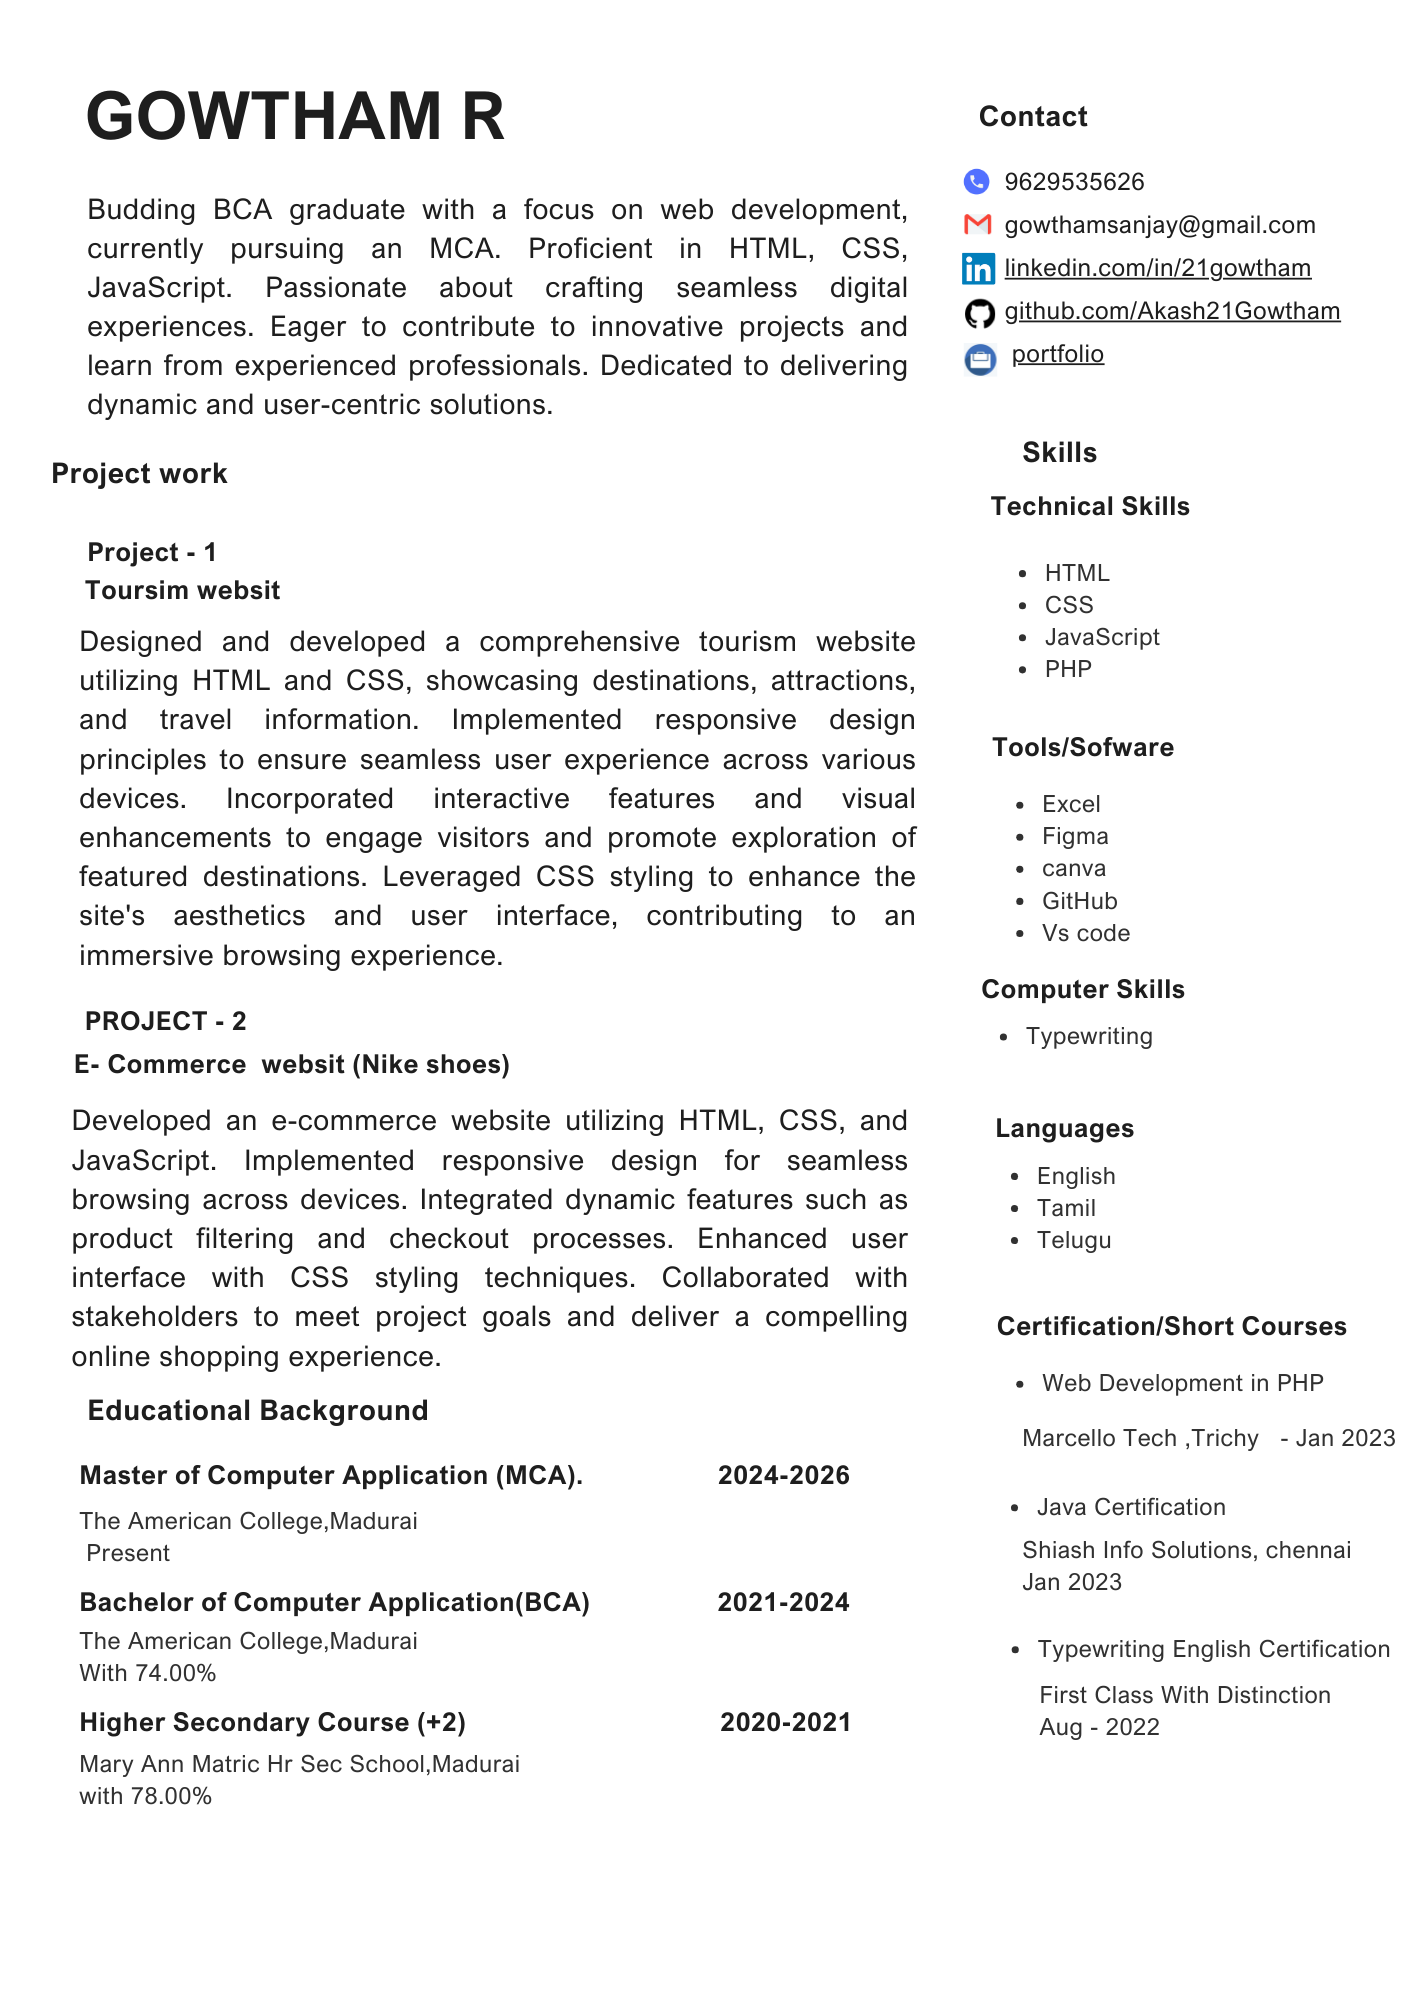 GOWTHAM R
Budding BCA graduate with a focus on web development,
currently pursuing an MCA. Proficient in HTML, CSS,
JavaScript. Passionate about crafting seamless digital
experiences. Eager to contribute to innovative projects and
learn from experienced professionals. Dedicated to delivering
dynamic and user-centric solutions.
Project work
Project - 1
Toursim websit
Designed and developed a comprehensive tourism website
utilizing HTML and CSS, showcasing destinations, attractions,
and travel information. Implemented responsive design
principles to ensure seamless user experience across various
devices. Incorporated interactive features and visual
enhancements to engage visitors and promote exploration of
featured destinations. Leveraged CSS styling to enhance the
site's aesthetics and user interface, contributing to an
immersive browsing experience.
PROJECT - 2
E- Commerce websit (Nike shoes)
Developed an e-commerce website utilizing HTML, CSS, and
JavaScript. Implemented responsive design for seamless
browsing across devices. Integrated dynamic features such as
product filtering and checkout processes. Enhanced user
interface with CSS styling techniques. Collaborated with
stakeholders to meet project goals and deliver a compelling
online shopping experience.
Educational Background
Master of Computer Application (MCA). 2024-2026
The American College,Madurai
Present
Bachelor of Computer Application(BCA) 2021-2024
The American College,Madurai
With 74.00%
Higher Secondary Course (+2) 2020-2021
Mary Ann Matric Hr Sec School,Madurai
with 78.00%
Contact
9629535626
gowthamsanjay@gmail.com
linkedin.com/in/21gowtham
github.com/Akash21Gowtham
portfolio
Skills
Technical Skills
• HTML
• CSS
• JavaScript
• PHP
Tools/Sofware
• Excel
• Figma
• canva
• GitHub
• Vs code
Computer Skills
• Typewriting
Languages
• English
• Tamil
• Telugu
Certification/Short Courses
• Web Development in PHP
Marcello Tech ,Trichy - Jan 2023
• Java Certification
Shiash Info Solutions, chennai
Jan 2023
• Typewriting English Certification
First Class With Distinction
Aug - 2022